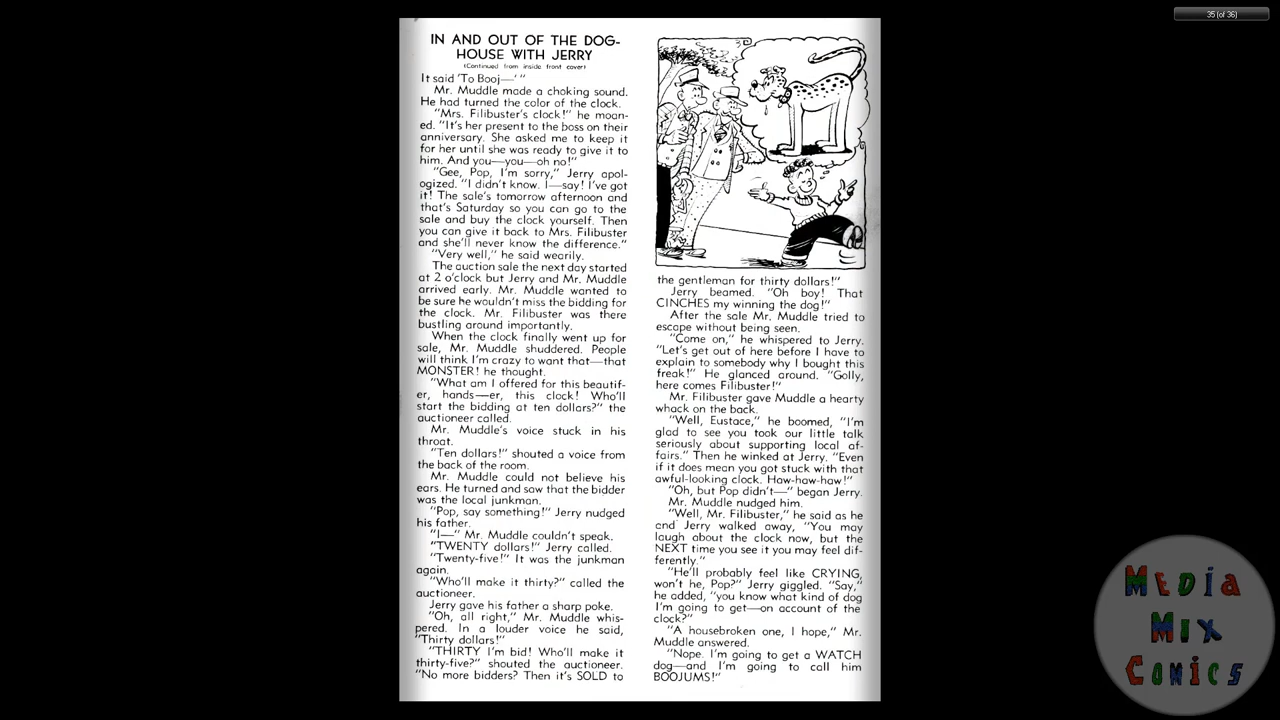 35 (of 36)
IN AND OUT OF THE DOG-
HOUSE WITH JERRY
(Continued from inside front cover)
It said 'To Booj—' "
Mr. Muddle made a choking sound.
He had turned the color of the clock.
"Mrs. Filibuster's clock!" he moan-
ed. "It's her present to the boss on their
anniversary. She asked me to keep it
for her until she was ready to give it to
him. And you—you—oh no!"
"Gee, Pop, I'm sorry," Jerry apol-
ogized. "I didn't know. I—say! I've got
it! The sale's tomorrow afternoon and
that's Saturday so you can go to the
sale and buy the clock yourself. Then
you can give it back to Mrs. Filibuster
and she'll never know the difference."
"Very well," he said wearily.
The auction sale the next day started
at 2 o'clock but Jerry and Mr. Muddle
arrived early. Mr. Muddle wanted to
be sure he wouldn't miss the bidding for
the clock. Mr. Filibuster was there
bustling around importantly.
When the clock finally went up for
sale, Mr. Muddle shuddered. People
will think I'm crazy to want that—that
MONSTER! he thought.
"What am I offered for this beautif-
er, hands—er, this clock! Who'll
start the bidding at ten dollars?" the
auctioneer called.
Mr. Muddle's voice stuck in his
throat.
"Ten dollars!" shouted a voice from
the back of the room.
Mr. Muddle could not believe his
ears. He turned and saw that the bidder
was the local junkman.
"Pop, say something!" Jerry nudged
his father.
"I—" Mr. Muddle couldn't speak.
"TWENTY dollars!" Jerry called.
"Twenty-five!" It was the junkman
again.
"Who'll make it thirty?" called the
auctioneer.
Jerry gave his father a sharp poke.
"Oh, all right," Mr. Muddle whis-
pered. In a louder voice he said,
"Thirty dollars!"
"THIRTY I'm bid! Who'll make it
thirty-five?" shouted the auctioneer.
"No more bidders? Then it's SOLD to
the gentleman for thirty dollars!"
Jerry beamed. "Oh boy! That
CINCHES my winning the dog!"
After the sale Mr. Muddle tried to
escape without being seen.
"Come on," he whispered to Jerry.
"Let's get out of here before I have to
explain to somebody why I bought this
freak!" He glanced around. "Golly,
here comes Filibuster!"
Mr. Filibuster gave Muddle a hearty
whack on the back.
"Well, Eustace," he boomed, "I'm
glad to see you took our little talk
seriously about supporting local af-
fairs." Then he winked at Jerry. "Even
if it does mean you got stuck with that
awful-looking clock. Haw-haw-haw!"
"Oh, but Pop didn't—" began Jerry.
Mr. Muddle nudged him.
"Well, Mr. Filibuster," he said as he
and Jerry walked away, "You may
laugh about the clock now, but the
NEXT time you see it you may feel dif-
ferently."
"He'll probably feel like CRYING,
won't he, Pop?" Jerry giggled. "Say,"
he added, "you know what kind of dog
I'm going to get—on account of the
clock?"
"A housebroken one, I hope," Mr.
Muddle answered.
"Nope. I'm going to get a WATCH
dog—and I'm going to call him
BOOJUMS!"
MEDIA
MIX
COMICS